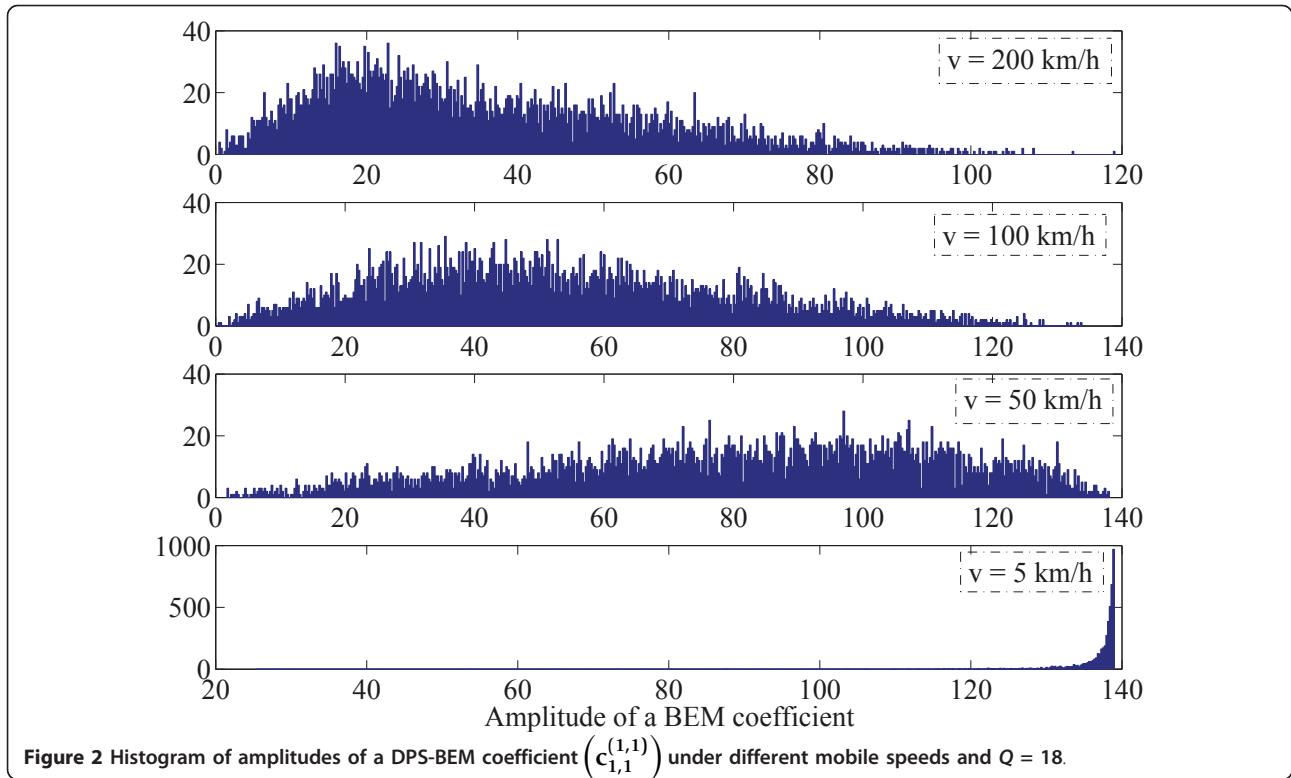 40
20
0
v = 200 km/h
0 20 40 60 80 100 120
40
20
0
v = 100 km/h
0 20 40 60 80 100 120 140
40
20
0
v = 50 km/h
0 20 40 60 80 100 120 140
1000
500
0
v = 5 km/h
20 40 60 80 100 120 140
Amplitude of a BEM coefficient
Figure 2 Histogram of amplitudes of a DPS-BEM coefficient (c_{1,1}^{(1,1)}) under different mobile speeds and Q = 18.